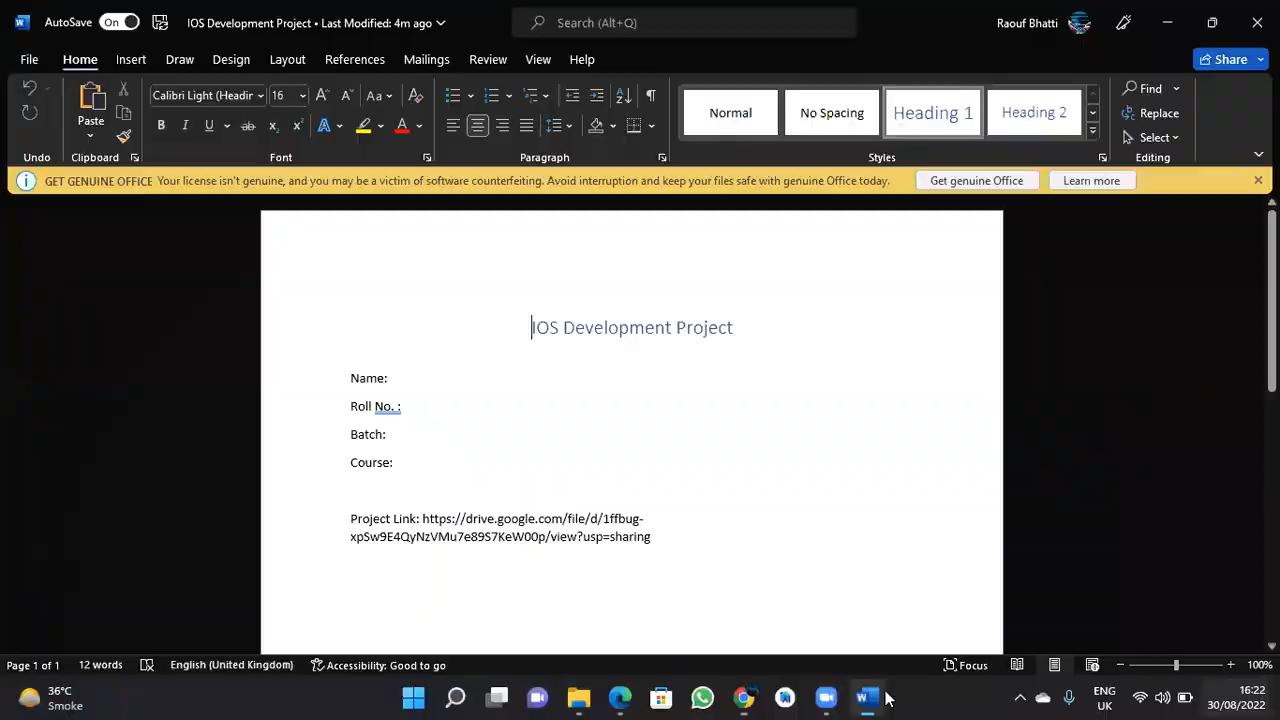 AutoSave On IOS Development Project • Last Modified: 4m ago Search (Alt+Q) Raouf Bhatti
File Home Insert Draw Design Layout References Mailings Review View Help Share
Calibri Light (Headir 16 Normal No Spacing Heading 1 Heading 2 Find
Paste Replace
Select
Undo Clipboard Font Paragraph Styles Editing
GET GENUINE OFFICE Your license isn't genuine, and you may be a victim of software counterfeiting. Avoid interruption and keep your files safe with genuine Office today. Get genuine Office Learn more
IOS Development Project
Name:
Roll No. :
Batch:
Course:
Project Link: https://drive.google.com/file/d/1ffbug-
xpSw9E4QyNzVMu7e89S7KeW00p/view?usp=sharing
Page 1 of 1 12 words English (United Kingdom) Accessibility: Good to go Focus 100%
36°C ENG 16:22
Smoke UK 30/08/2022